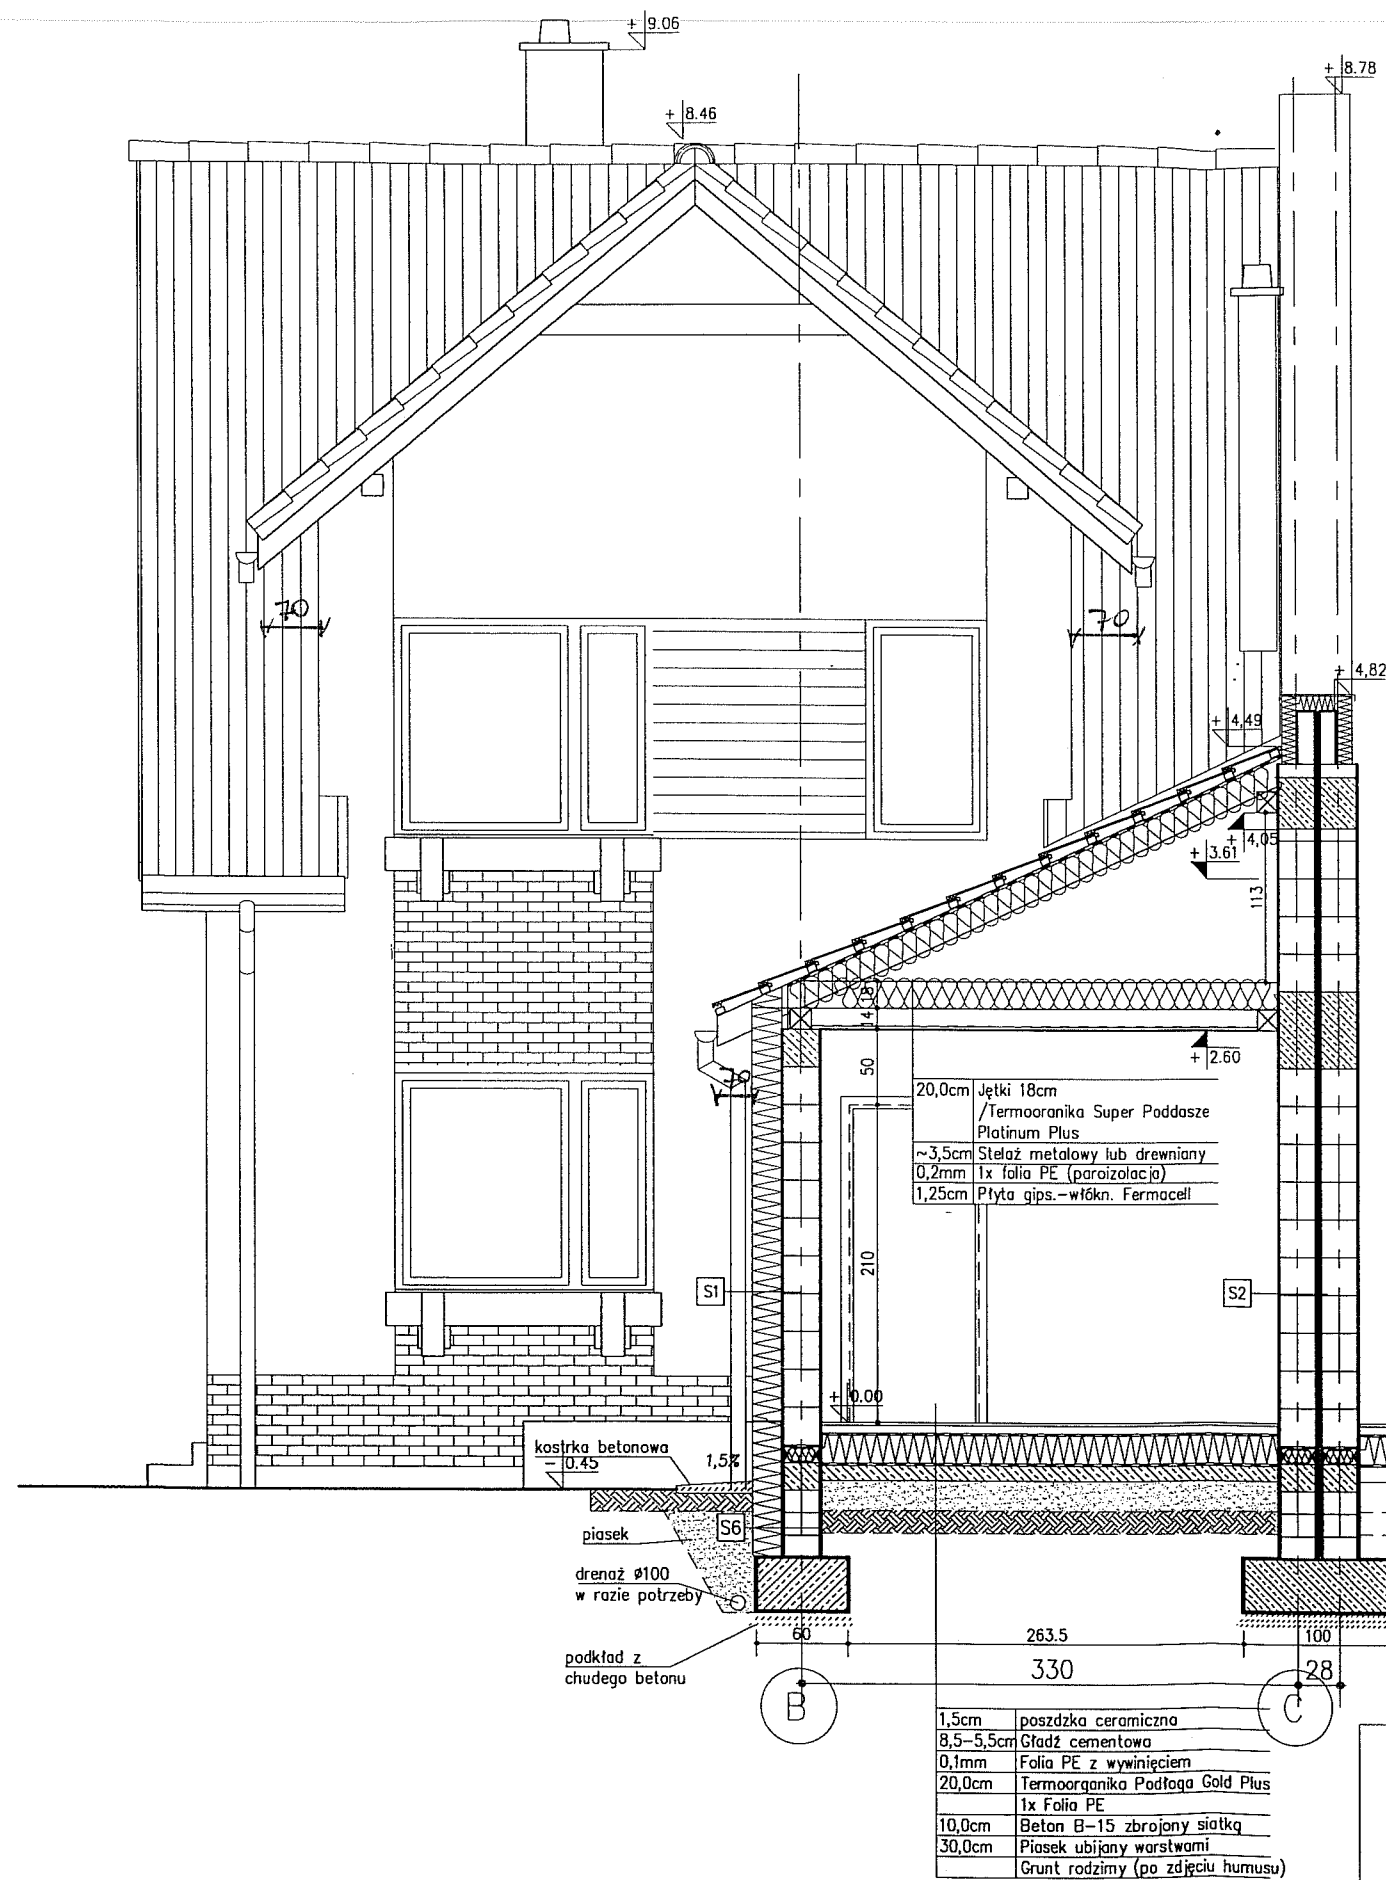 + 9.06
+ 8.78
+ 8.46
70
70
+ 4,82
+ 4,49
+ 4,05
+ 3.61
113
18
14
+ 2.60
50
70
20,0cm Jętki 18cm
/Termooranika Super Poddasze
Platinum Plus
~3,5cm Stelaż metalowy lub drewniany
0,2mm 1x folia PE (paroizolacja)
1,25cm Płyta gips.-włókn. Fermacell
210
S1
S2
+ 0.00
kostrka betonowa
- 0.45
1,5%
piasek
S6
drenaż ø100
w razie potrzeby
podkład z
chudego betonu
60
263.5
100
330
28
B
C
1,5cm poszdzka ceramiczna
8,5-5,5cm Gładź cementowa
0,1mm Folia PE z wywinięciem
20,0cm Termoorganika Podłoga Gold Plus
1x Folia PE
10,0cm Beton B-15 zbrojony siatką
30,0cm Piasek ubijany warstwami
Grunt rodzimy (po zdjęciu humusu)